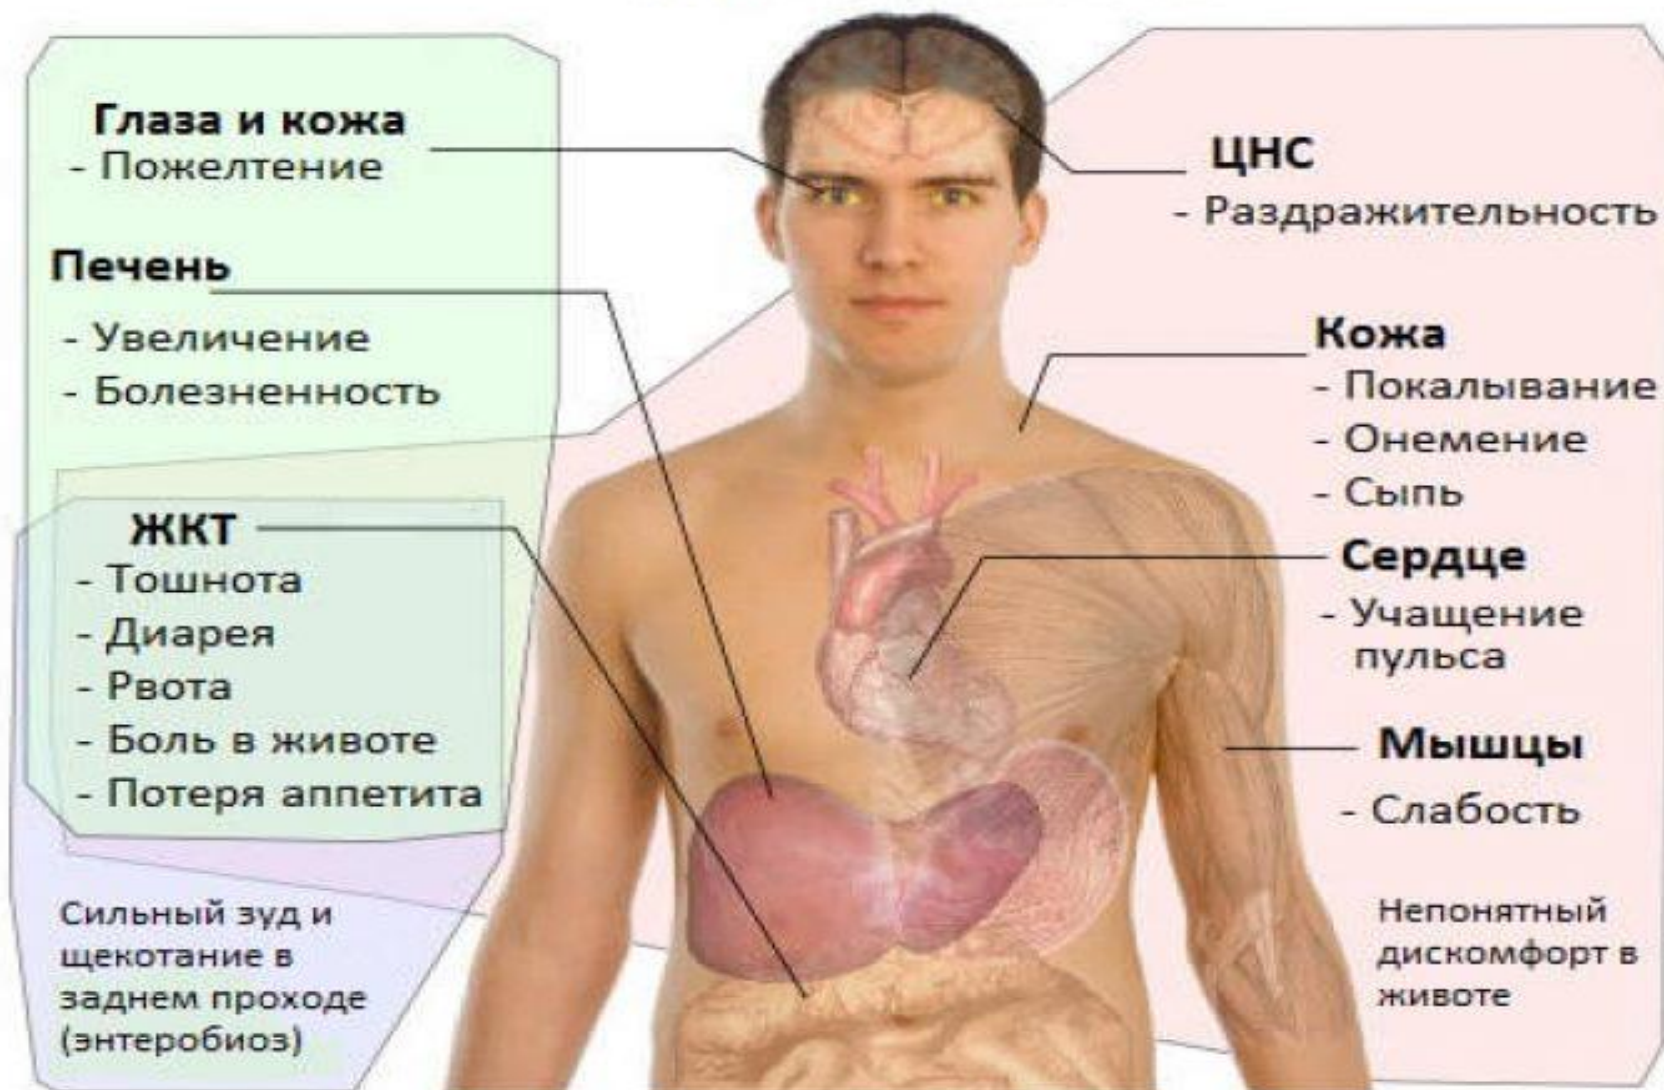 Глаза и кожа
- Пожелтение
Печень
- Увеличение
- Болезненность
ЖКТ
- Тошнота
- Диарея
- Рвота
- Боль в животе
- Потеря аппетита
Сильный зуд и
щекотание в
заднем проходе
(энтеробиоз)
ЦНС
- Раздражительность
Кожа
- Покалывание
- Онемение
- Сыпь
Сердце
- Учащение
пульса
Мышцы
- Слабость
Непонятный
дискомфорт в
животе